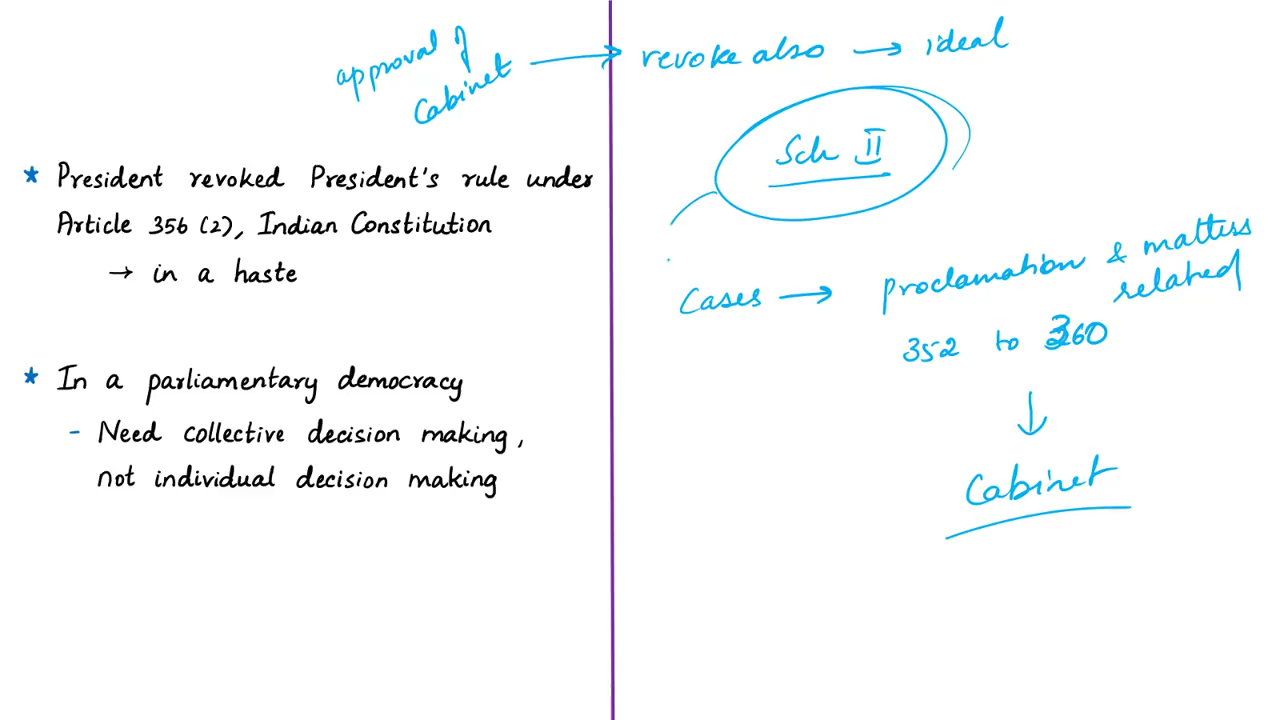 approval of
Cabinet → revoke also → ideal
Sch II
* President revoked President's rule under
Article 356 (2), Indian Constitution
→ in a haste
* In a parliamentary democracy
- Need collective decision making,
not individual decision making
Cases → proclamation & matters
related
352 to 360
↓
Cabinet